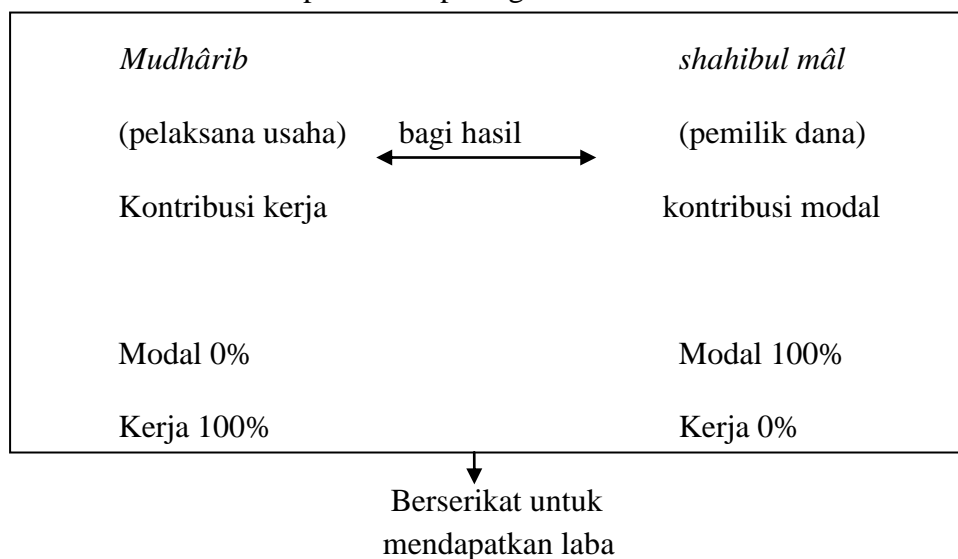 Mudhârib shahibul mâl
(pelaksana usaha) bagi hasil (pemilik dana)
Kontribusi kerja kontribusi modal
Modal 0% Modal 100%
Kerja 100% Kerja 0%
Berserikat untuk
mendapatkan laba